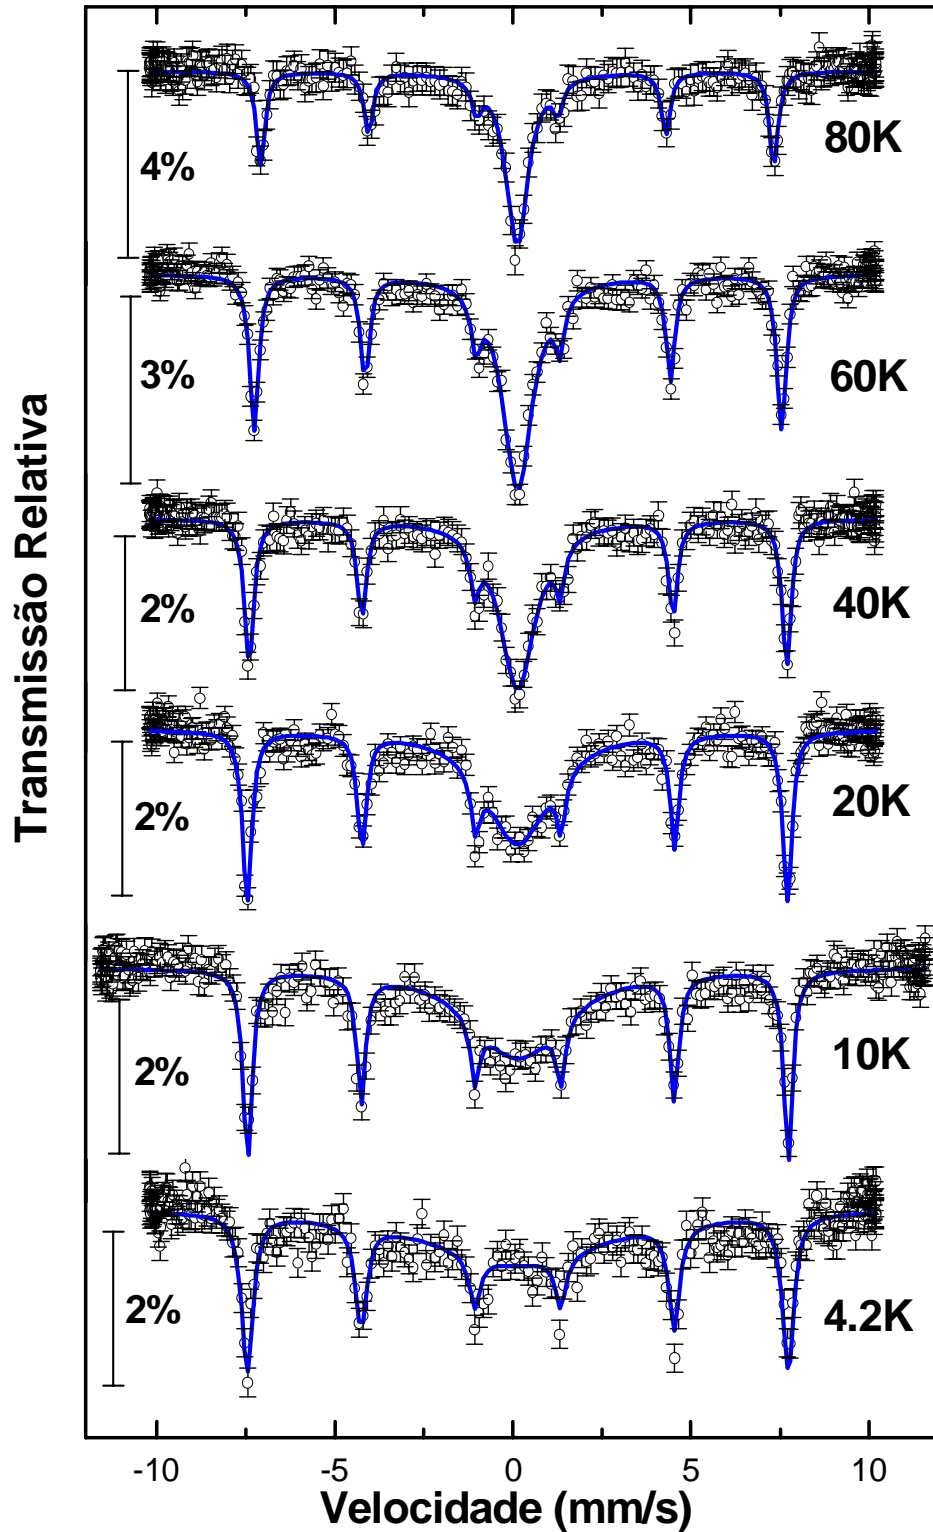 Transmissão Relativa
4%
80K
3%
60K
2%
40K
2%
20K
2%
10K
2%
4.2K
-10 -5 0 5 10
Velocidade (mm/s)